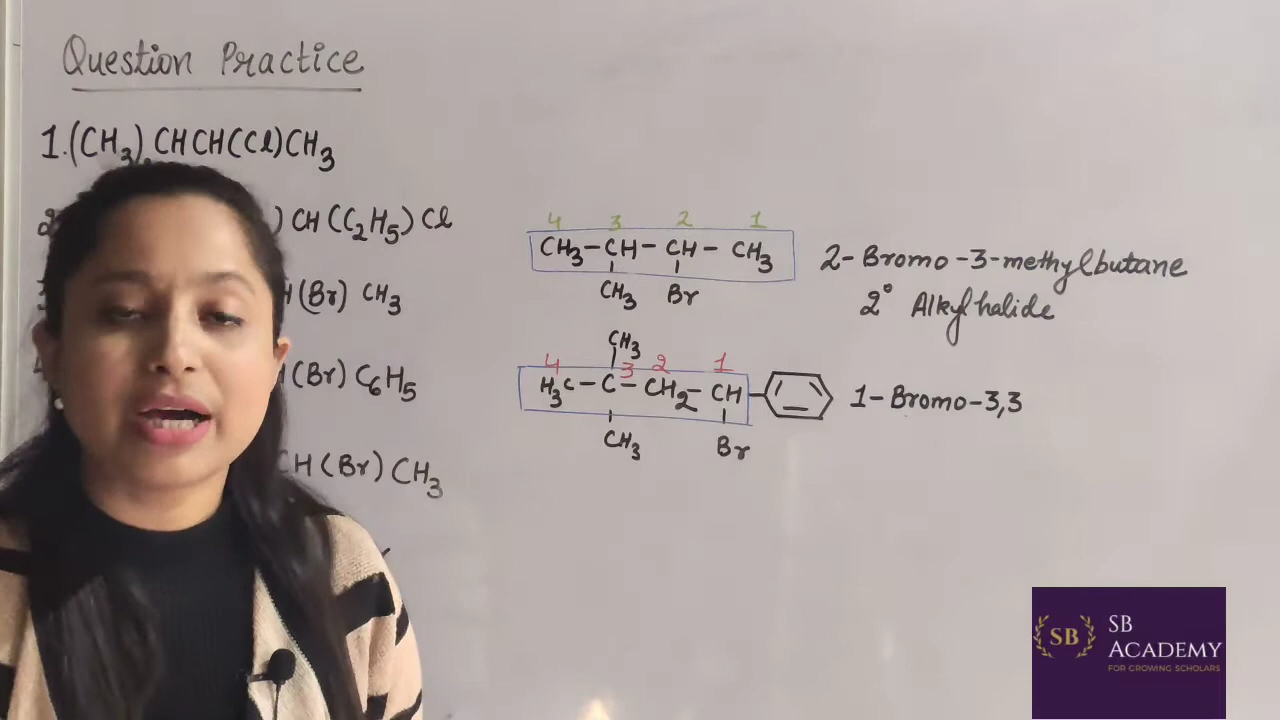 Question Practice
1. (CH3) CHCH(Cl)CH3
) CH(C2H5)Cl
H(Br) CH3
H(Br) C6H5
CH(Br) CH3
4 3 2 1
CH3-CH-CH-CH3
CH3 Br
2-Bromo-3-methylbutane
2° Alkyl halide
CH3
4 3 2 1
H3C-C-CH2-CH
CH3 Br
1-Bromo-3,3
SB
SB
ACADEMY
FOR GROWING SCHOLARS